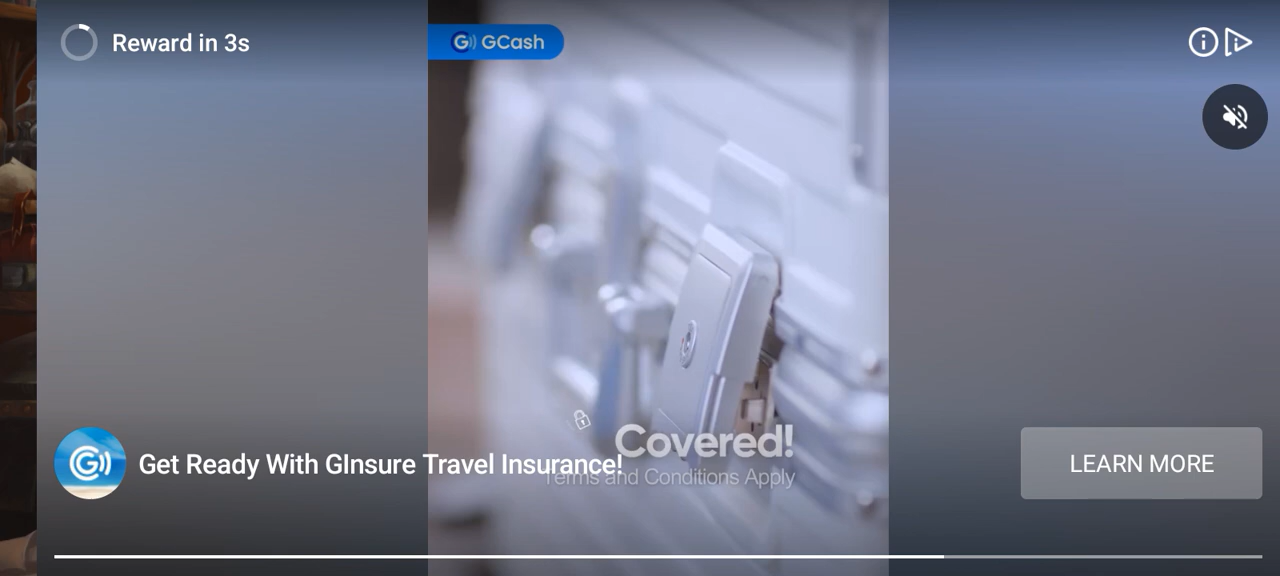 Reward in 3s
GCash
Covered!
Get Ready With GInsure Travel Insurance!
Terms and Conditions Apply
LEARN MORE